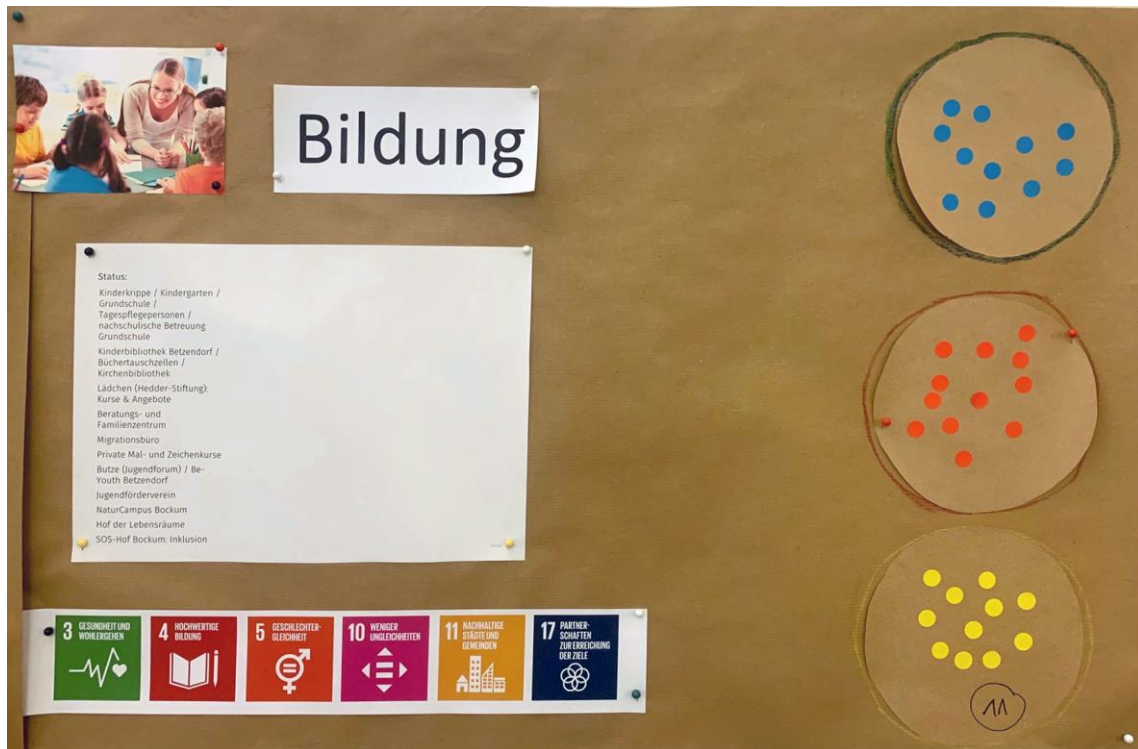 Bildung
Status:
Kinderkrippe / Kindergarten /
Grundschule /
Tagespflegepersonen /
nachschulische Betreuung
Grundschule
Kinderbibliothek Betzendorf /
Büchertauschzellen /
Kirchenbibliothek
Lädchen (Hedder-Stiftung):
Kurse & Angebote
Beratungs- und
Familienzentrum
Migrationsbüro
Private Mal- und Zeichenkurse
Butze (Jugendforum) / Be-
Youth Betzendorf
Jugendförderverein
NaturCampus Bockum
Hof der Lebensräume
SOS-Hof Bockum: Inklusion
3 GESUNDHEIT UND
WOHLERGEHEN
4 HOCHWERTIGE
BILDUNG
5 GESCHLECHTER-
GLEICHHEIT
10 WENIGER
UNGLEICHHEITEN
11 NACHHALTIGE
STÄDTE UND
GEMEINDEN
17 PARTNER-
SCHAFTEN
ZUR ERREICHUNG
DER ZIELE
11